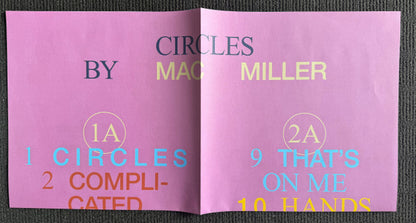 CIRCLES
BY MAC MILLER
1A
1 CIRCLES
2 COMPLI-
CATED
2A
9 THAT'S
ON ME
10 HANDS